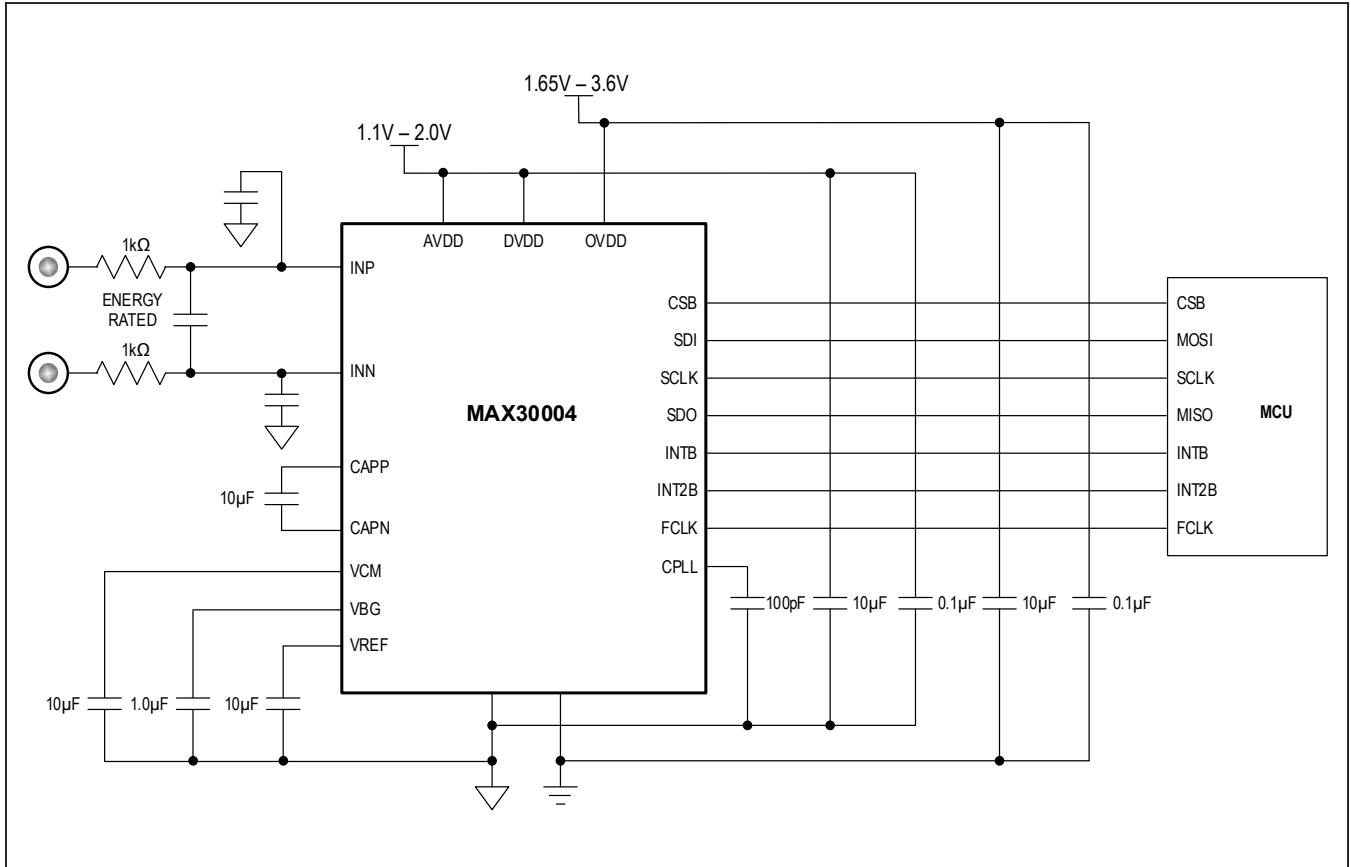 1.65V – 3.6V
1.1V – 2.0V
AVDD
DVDD
OVDD
1kΩ
INP
ENERGY
RATED
1kΩ
INN
CSB
CSB
SDI
MOSI
SCLK
SCLK
MAX30004
SDO
MISO
MCU
INTB
INTB
CAPP
INT2B
INT2B
10µF
CAPN
FCLK
FCLK
VCM
CPLL
VBG
100pF
10µF
0.1µF
10µF
0.1µF
VREF
10µF
1.0µF
10µF